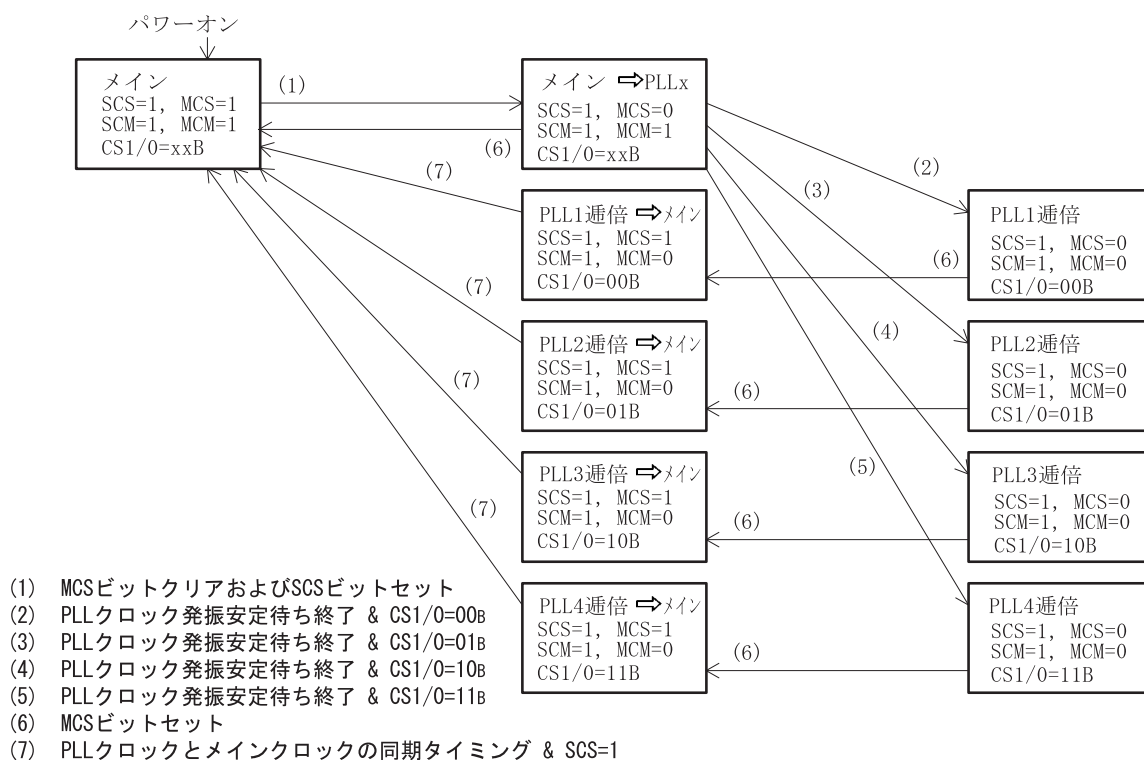 パワーオン
メイン
SCS=1, MCS=1
SCM=1, MCM=1
CS1/0=xxB
(1)
(6)
(7)
(7)
(7)
(7)
メイン ⇨PLLx
SCS=1, MCS=0
SCM=1, MCM=1
CS1/0=xxB
PLL1逓倍 ⇨メイン
SCS=1, MCS=1
SCM=1, MCM=0
CS1/0=00B
PLL2逓倍 ⇨メイン
SCS=1, MCS=1
SCM=1, MCM=0
CS1/0=01B
PLL3逓倍 ⇨メイン
SCS=1, MCS=1
SCM=1, MCM=0
CS1/0=10B
PLL4逓倍 ⇨メイン
SCS=1, MCS=1
SCM=1, MCM=0
CS1/0=11B
(2)
(3)
(6)
(4)
(6)
(5)
(6)
(6)
PLL1逓倍
SCS=1, MCS=0
SCM=1, MCM=0
CS1/0=00B
PLL2逓倍
SCS=1, MCS=0
SCM=1, MCM=0
CS1/0=01B
PLL3逓倍
SCS=1, MCS=0
SCM=1, MCM=0
CS1/0=10B
PLL4逓倍
SCS=1, MCS=0
SCM=1, MCM=0
CS1/0=11B
(1) MCSビットクリアおよびSCSビットセット
(2) PLLクロック発振安定待ち終了 & CS1/0=00B
(3) PLLクロック発振安定待ち終了 & CS1/0=01B
(4) PLLクロック発振安定待ち終了 & CS1/0=10B
(5) PLLクロック発振安定待ち終了 & CS1/0=11B
(6) MCSビットセット
(7) PLLクロックとメインクロックの同期タイミング & SCS=1